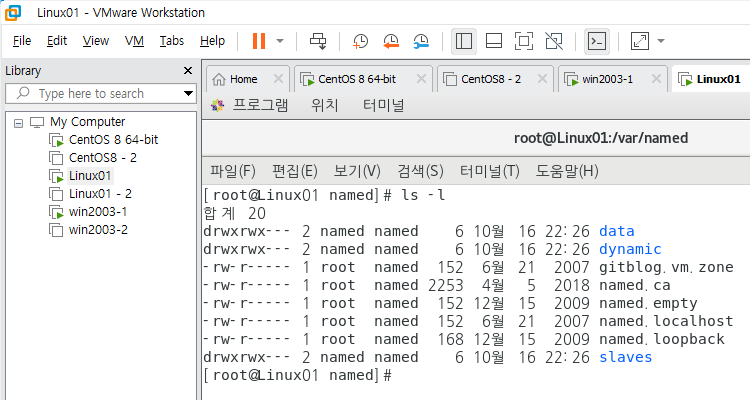 Linux01 - VMware Workstation
File Edit View VM Tabs Help
Library
Type here to search
My Computer
CentOS 8 64-bit
CentOS8 - 2
Linux01
Linux01 - 2
win2003-1
win2003-2
Home CentOS 8 64-bit CentOS8 - 2 win2003-1 Linux01
프로그램 위치 터미널
root@Linux01:/var/named
파일(F) 편집(E) 보기(V) 검색(S) 터미널(T) 도움말(H)
[root@Linux01 named]# ls -l
합계 20
drwxrwx--- 2 named named 6 10월 16 22:26 data
drwxrwx--- 2 named named 6 10월 16 22:26 dynamic
-rw-r----- 1 root named 152 6월 21 2007 gitblog.vm.zone
-rw-r----- 1 root named 2253 4월 5 2018 named.ca
-rw-r----- 1 root named 152 12월 15 2009 named.empty
-rw-r----- 1 root named 152 6월 21 2007 named.localhost
-rw-r----- 1 root named 168 12월 15 2009 named.loopback
drwxrwx--- 2 named named 6 10월 16 22:26 slaves
[root@Linux01 named]#